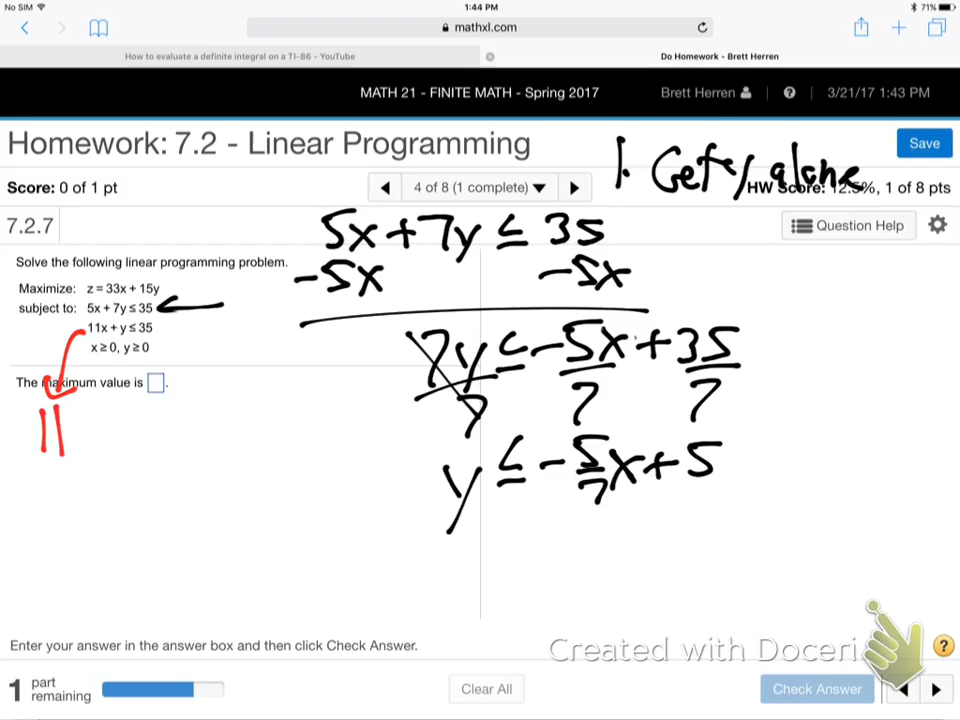 No SIM 1:44 PM 71%
mathxl.com
How to evaluate a definite integral on a TI-86 - YouTube Do Homework - Brett Herren
MATH 21 - FINITE MATH - Spring 2017 Brett Herren ? 3/21/17 1:43 PM
Homework: 7.2 - Linear Programming Save
1. Get y alone
Score: 0 of 1 pt 4 of 8 (1 complete) HW Score: 12.5%, 1 of 8 pts
7.2.7 Question Help
5x + 7y ≤ 35
-5x -5x
Solve the following linear programming problem.
Maximize: z = 33x + 15y
subject to: 5x + 7y ≤ 35
11x + y ≤ 35
x ≥ 0, y ≥ 0
The maximum value is .
11
7y ≤ -5x + 35
7 7 7
y ≤ -5/7x + 5
Enter your answer in the answer box and then click Check Answer.
Created with Doceri
?
1 part remaining Clear All Check Answer